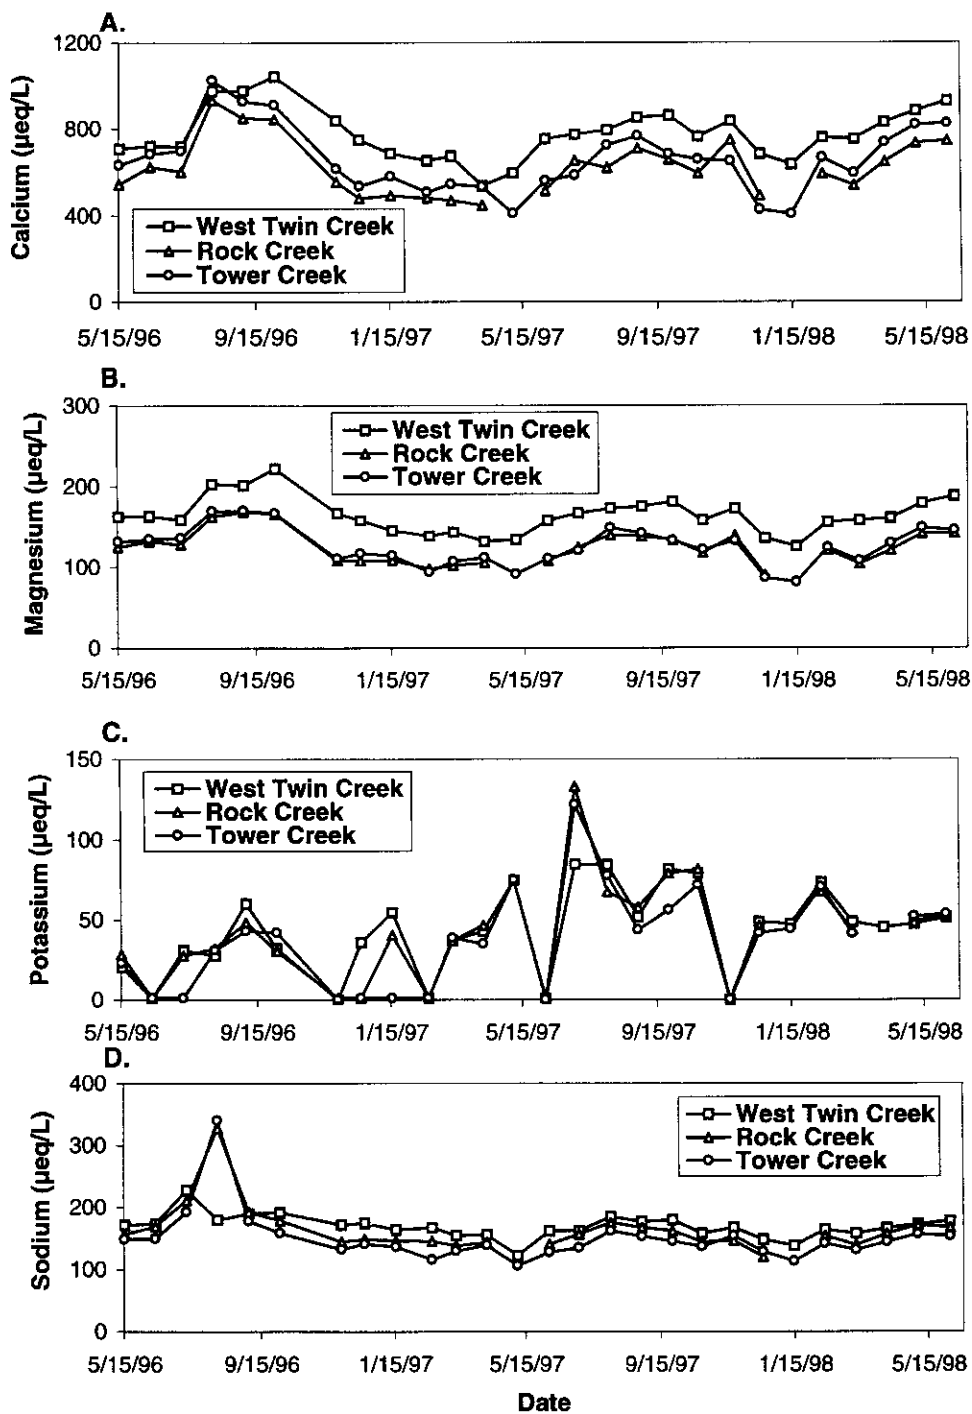 A.
Calcium (µeq/L)
1200
800
400
0
West Twin Creek
Rock Creek
Tower Creek
5/15/96 9/15/96 1/15/97 5/15/97 9/15/97 1/15/98 5/15/98
B.
Magnesium (µeq/L)
300
200
100
0
West Twin Creek
Rock Creek
Tower Creek
5/15/96 9/15/96 1/15/97 5/15/97 9/15/97 1/15/98 5/15/98
C.
Potassium (µeq/L)
150
100
50
0
West Twin Creek
Rock Creek
Tower Creek
5/15/96 9/15/96 1/15/97 5/15/97 9/15/97 1/15/98 5/15/98
D.
Sodium (µeq/L)
400
300
200
100
0
West Twin Creek
Rock Creek
Tower Creek
5/15/96 9/15/96 1/15/97 5/15/97 9/15/97 1/15/98 5/15/98
Date